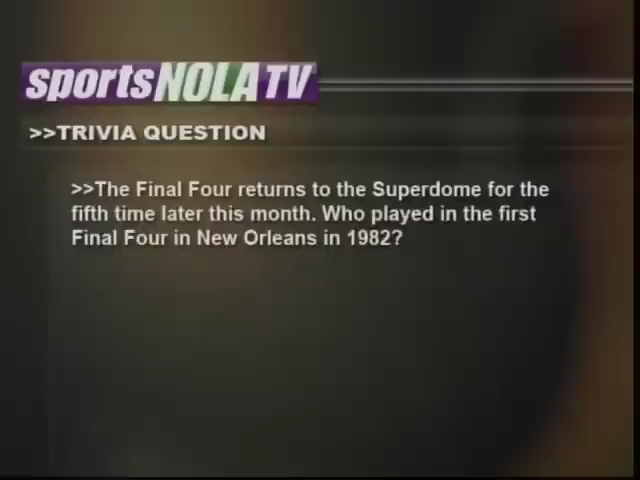 sportsNOLATV
>>TRIVIA QUESTION
>>The Final Four returns to the Superdome for the
fifth time later this month. Who played in the first
Final Four in New Orleans in 1982?